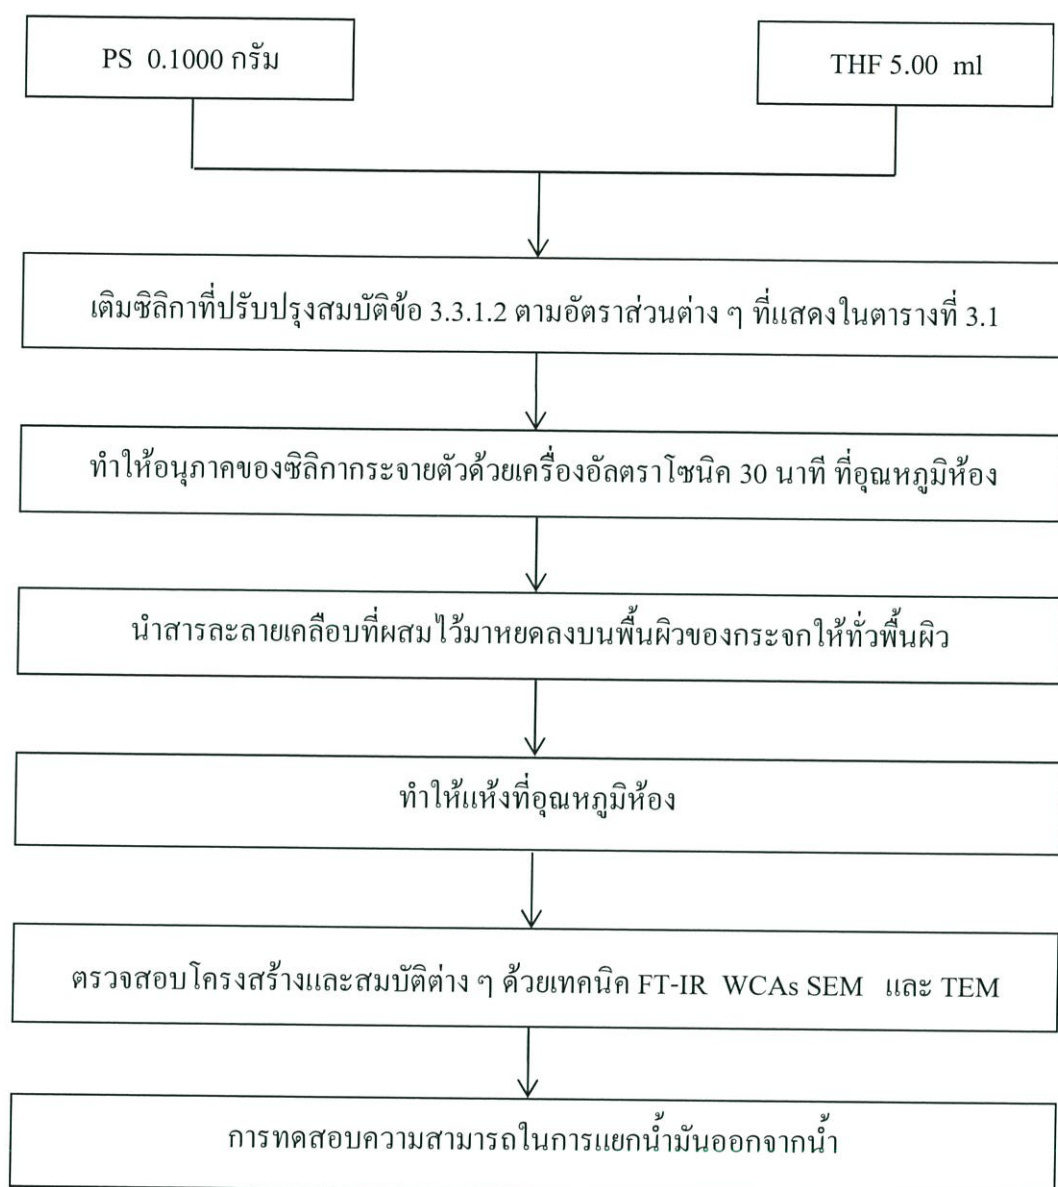 PS 0.1000 กรัม
THF 5.00 ml
เติมซิลิกาที่ปรับปรุงสมบัติข้อ 3.3.1.2 ตามอัตราส่วนต่าง ๆ ที่แสดงในตารางที่ 3.1
ทำให้อนุภาคของซิลิกากระจายตัวด้วยเครื่องอัลตราโซนิค 30 นาที ที่อุณหภูมิห้อง
นำสารละลายเคลือบที่ผสมไว้มาหยดลงบนพื้นผิวของกระจกให้ทั่วพื้นผิว
ทำให้แห้งที่อุณหภูมิห้อง
ตรวจสอบโครงสร้างและสมบัติต่าง ๆ ด้วยเทคนิค FT-IR WCAs SEM และ TEM
การทดสอบความสามารถในการแยกน้ำมันออกจากน้ำ